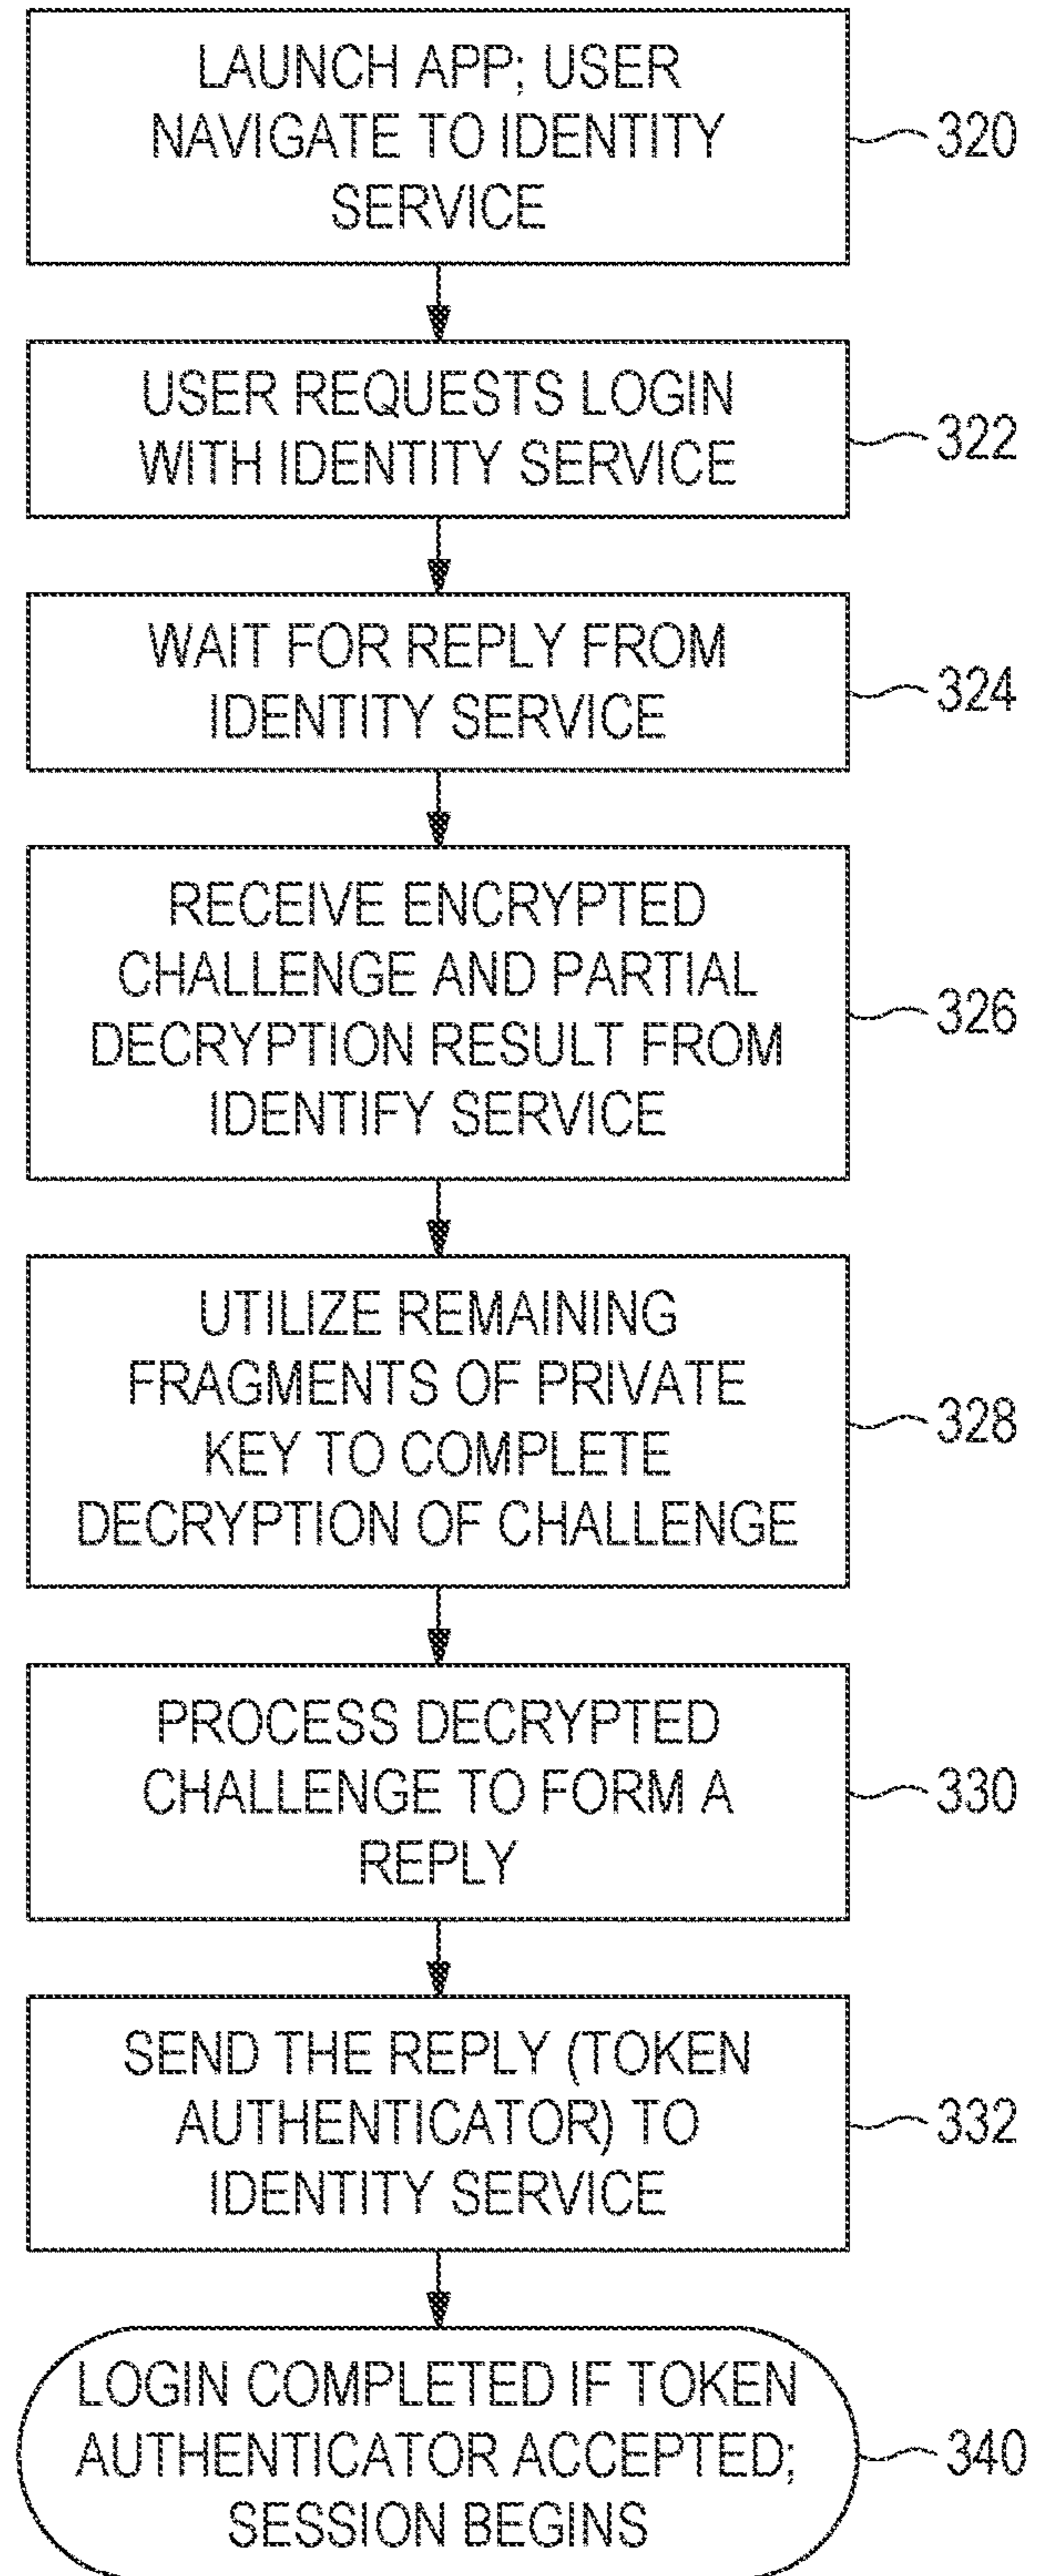 LAUNCH APP; USER
NAVIGATE TO IDENTITY
SERVICE
320
USER REQUESTS LOGIN
WITH IDENTITY SERVICE
322
WAIT FOR REPLY FROM
IDENTITY SERVICE
324
RECEIVE ENCRYPTED
CHALLENGE AND PARTIAL
DECRYPTION RESULT FROM
IDENTIFY SERVICE
326
UTILIZE REMAINING
FRAGMENTS OF PRIVATE
KEY TO COMPLETE
DECRYPTION OF CHALLENGE
328
PROCESS DECRYPTED
CHALLENGE TO FORM A
REPLY
330
SEND THE REPLY (TOKEN
AUTHENTICATOR) TO
IDENTITY SERVICE
332
LOGIN COMPLETED IF TOKEN
AUTHENTICATOR ACCEPTED;
SESSION BEGINS
340